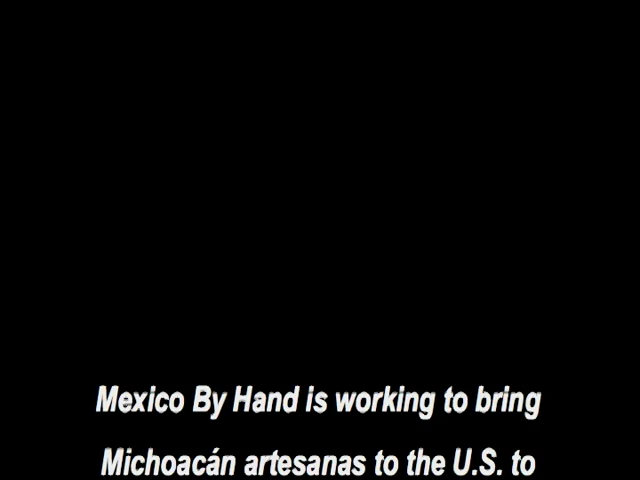 Mexico By Hand is working to bring
Michoacán artesanas to the U.S. to